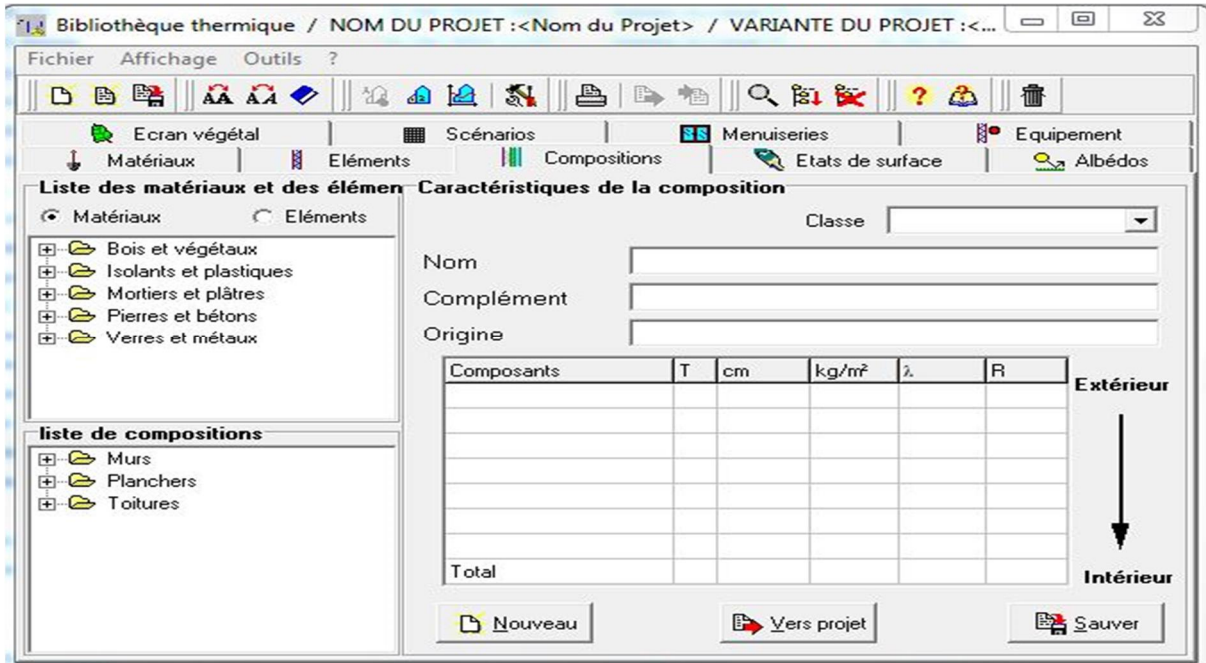 Bibliothèque thermique / NOM DU PROJET :<Nom du Projet> / VARIANTE DU PROJET :<...
Fichier Affichage Outils ?
Ecran végétal Scénarios Menuiseries Equipement
Matériaux Eléments Compositions Etats de surface Albédos
Liste des matériaux et des élémen
Matériaux Eléments
Bois et végétaux
Isolants et plastiques
Mortiers et plâtres
Pierres et bétons
Verres et métaux
liste de compositions
Murs
Planchers
Toitures
Caractéristiques de la composition
Classe
Nom
Complément
Origine
Composants T cm kg/m² λ R
Extérieur
Total
Intérieur
Nouveau Vers projet Sauver